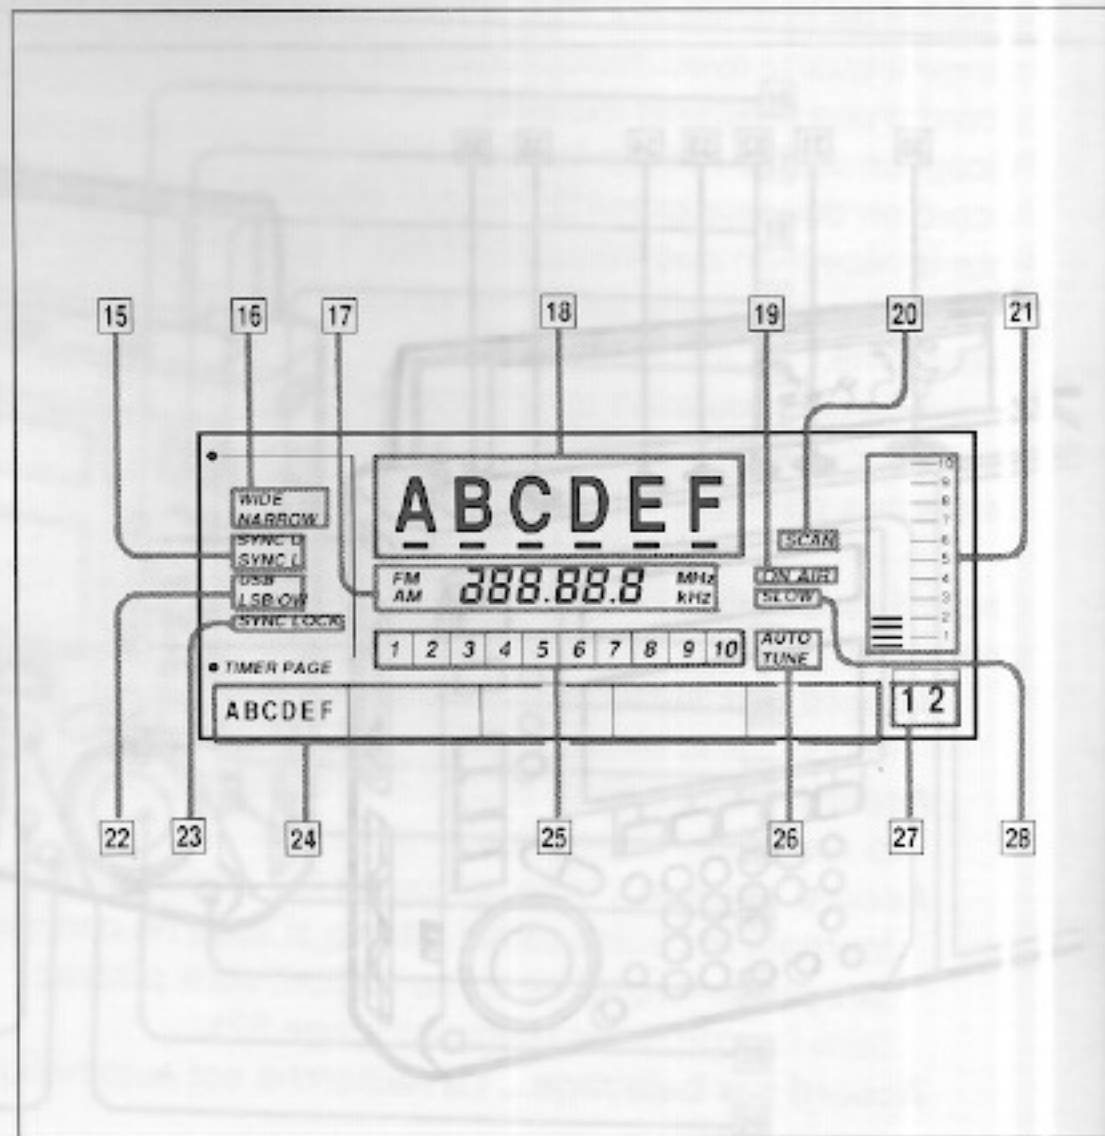 15 16 17 18 19 20 21
WIDE
NARROW
SYNC U
SYNC L
USB
LSB/CW
SYNC LOCK
A B C D E F
SCAN
FM
AM
388.88.8
MHz
kHz
ON AIR
SLOW
10
9
8
7
6
5
4
3
2
1
1 2 3 4 5 6 7 8 9 10
AUTO
TUNE
TIMER PAGE
ABCDEF
12
22 23 24 25 26 27 28